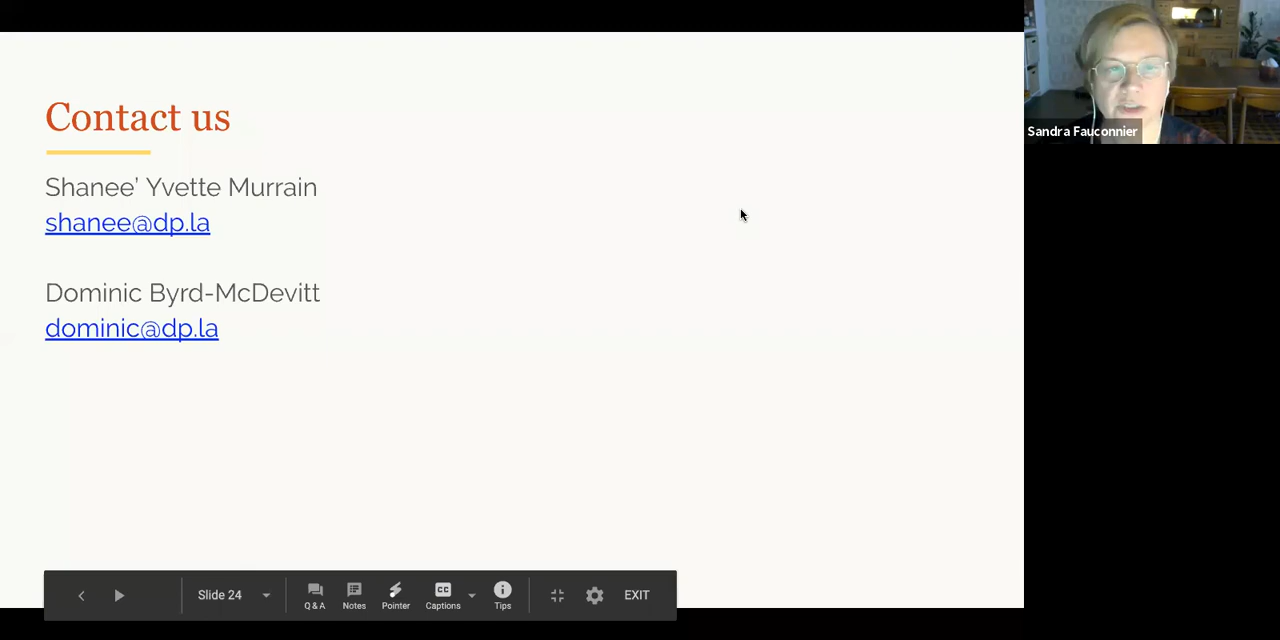 Contact us
Shanee’ Yvette Murrain
shanee@dp.la
Dominic Byrd-McDevitt
dominic@dp.la
Sandra Fauconnier
Slide 24
Q & A
Notes
Pointer
CC
Captions
Tips
EXIT